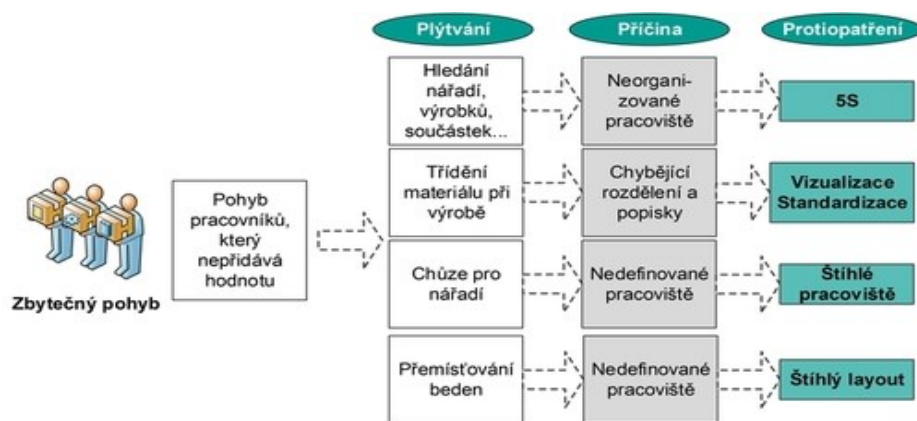 Plýtvání
Příčina
Protiopatření
Hledání
nářadí,
výrobků,
součástek...
Neorgani-
zované
pracoviště
5S
Třídění
materiálu při
výrobě
Chybějící
rozdělení a
popisky
Vizualizace
Standardizace
Pohyb
pracovníků,
který
nepřidává
hodnotu
Zbytečný pohyb
Chůze pro
nářadí
Nedefinované
pracoviště
Štíhlé
pracoviště
Přemísťování
beden
Nedefinované
pracoviště
Štíhlý layout